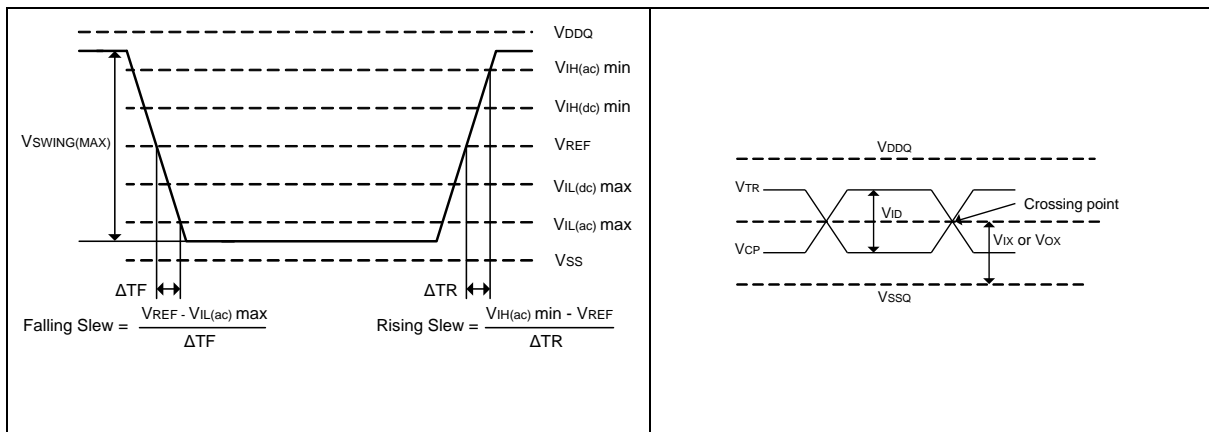 VDDQ
VIH(ac) min
VIH(dc) min
VSWING(MAX)
VREF
VIL(dc) max
VIL(ac) max
VSS
ΔTF
ΔTR
Falling Slew = VREF - VIL(ac) max
ΔTF
Rising Slew = VIH(ac) min - VREF
ΔTR
VDDQ
VTR
VID
Crossing point
VIX or VOX
VCP
VSSQ